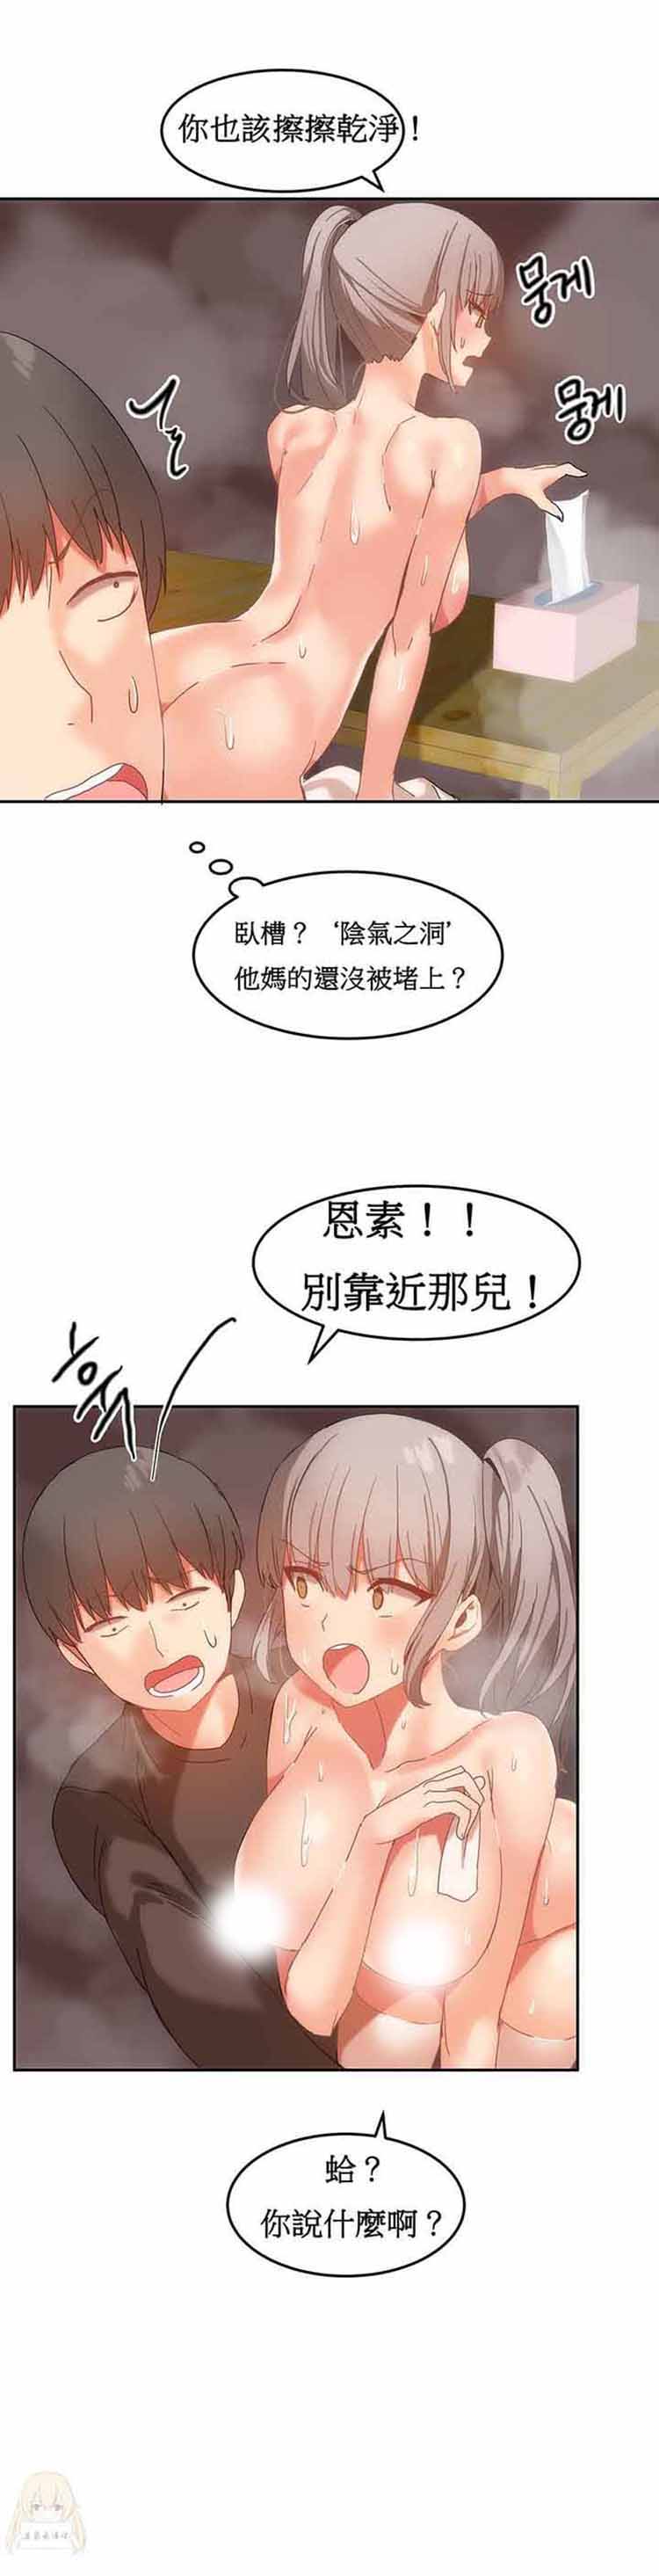 你也該擦擦乾淨！
뭉게
뭉게
臥槽？ ‘陰氣之洞’
他媽的還沒被堵上？
恩素！！
別靠近那兒！
휙
蛤？
你說什麼啊？